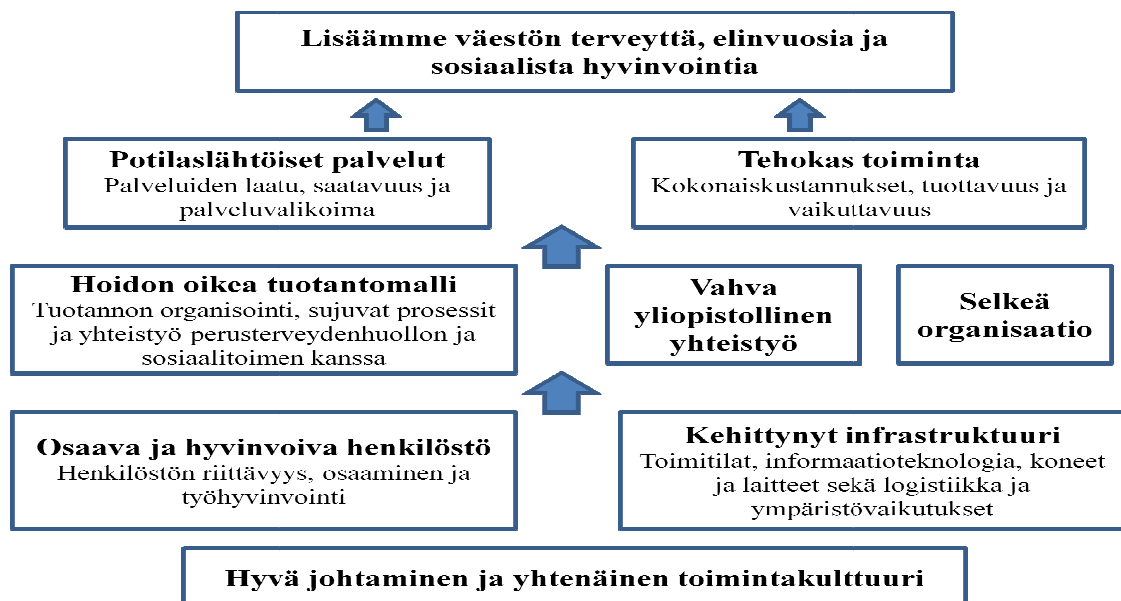 Lisäämme väestön terveyttä, elinvuosia ja
sosiaalista hyvinvointia
Potilaslähtöiset palvelut
Palveluiden laatu, saatavuus ja
palveluvalikoima
Tehokas toiminta
Kokonaiskustannukset, tuottavuus ja
vaikuttavuus
Hoidon oikea tuotantomalli
Tuotannon organisointi, sujuvat prosessit
ja yhteistyö perusterveydenhuollon ja
sosiaalitoimen kanssa
Vahva
yliopistollinen
yhteistyö
Selkeä
organisaatio
Osaava ja hyvinvoiva henkilöstö
Henkilöstön riittävyys, osaaminen ja
työhyvinvointi
Kehittynyt infrastruktuuri
Toimitilat, informaatioteknologia, koneet
ja laitteet sekä logistiikka ja
ympäristövaikutukset
Hyvä johtaminen ja yhtenäinen toimintakulttuuri